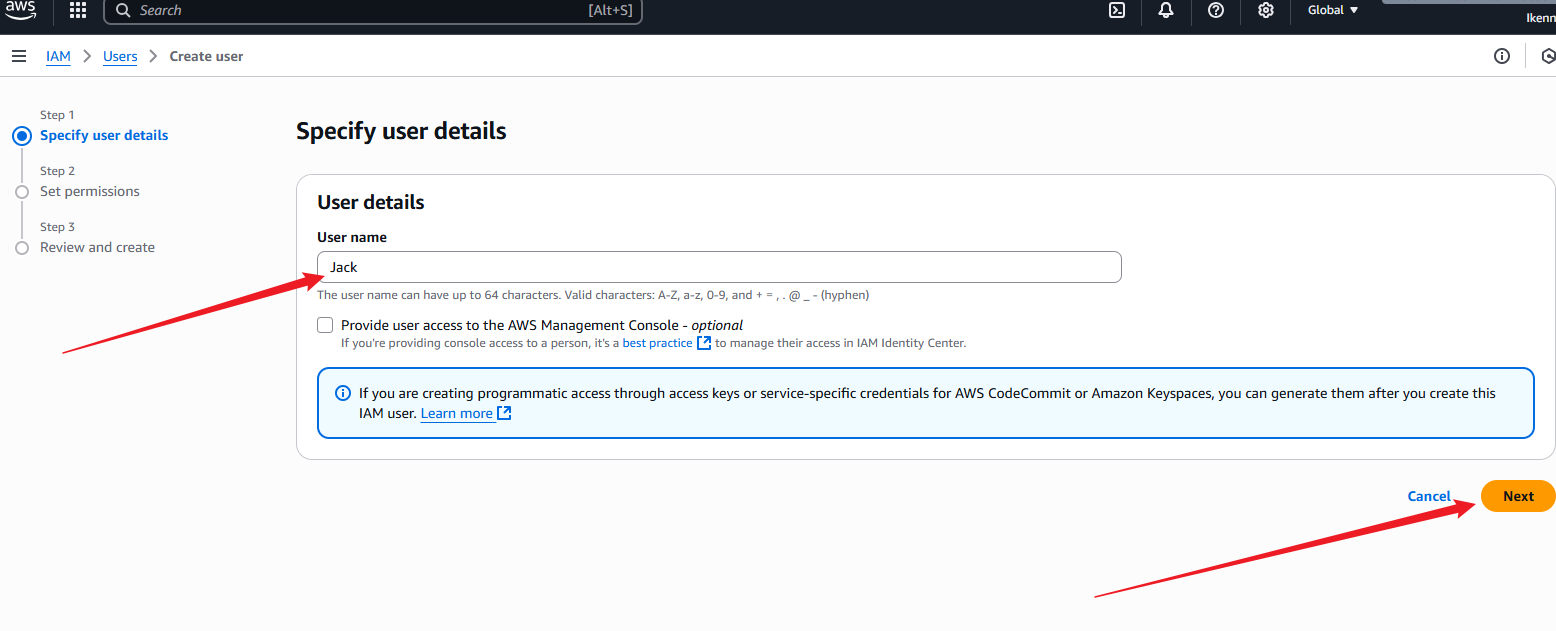 aws
Search [Alt+S]
Global
Ikenn
IAM > Users > Create user
Step 1
Specify user details
Step 2
Set permissions
Step 3
Review and create
Specify user details
User details
User name
Jack
The user name can have up to 64 characters. Valid characters: A-Z, a-z, 0-9, and + = , . @ _ - (hyphen)
Provide user access to the AWS Management Console - optional
If you're providing console access to a person, it's a best practice to manage their access in IAM Identity Center.
If you are creating programmatic access through access keys or service-specific credentials for AWS CodeCommit or Amazon Keyspaces, you can generate them after you create this
IAM user. Learn more
Cancel
Next